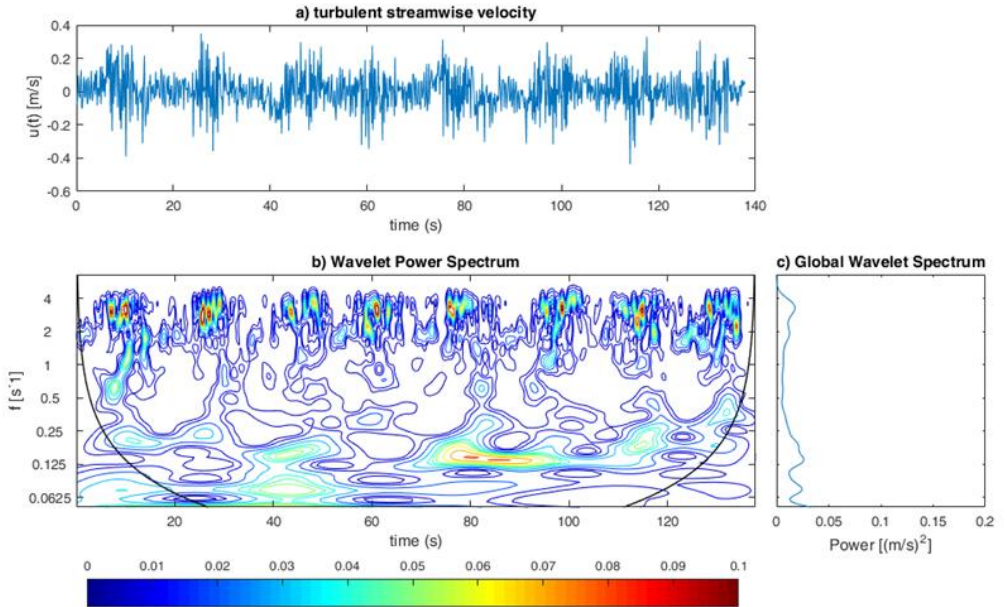 a) turbulent streamwise velocity
u(t) [m/s]
0.4
0.2
0
-0.2
-0.4
-0.6
0 20 40 60 80 100 120 140
time (s)
b) Wavelet Power Spectrum
f [s^-1]
4
2
1
0.5
0.25
0.125
0.0625
20 40 60 80 100 120
time (s)
c) Global Wavelet Spectrum
0 0.05 0.1 0.15 0.2
Power [(m/s)²]
0 0.01 0.02 0.03 0.04 0.05 0.06 0.07 0.08 0.09 0.1